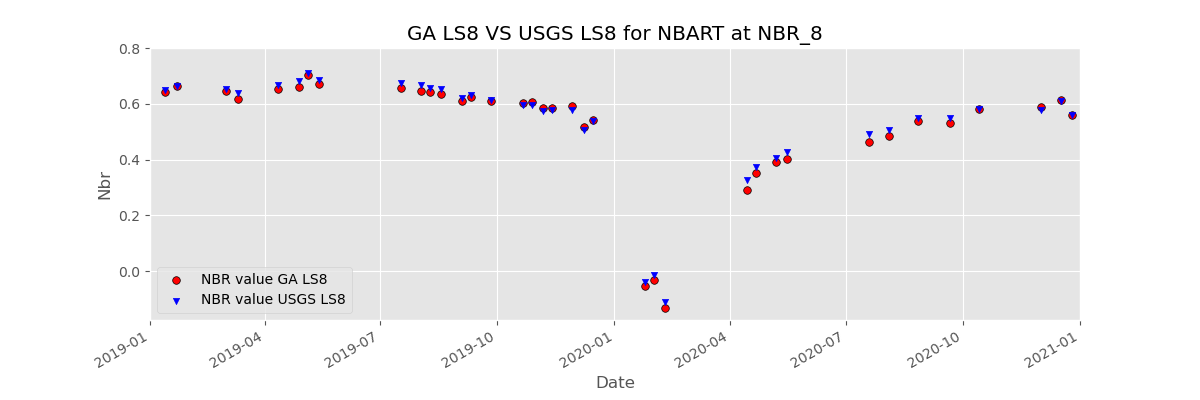 GA LS8 VS USGS LS8 for NBART at NBR_8
Nbr
0.8
0.6
0.4
0.2
0.0
NBR value GA LS8
NBR value USGS LS8
2019-01
2019-04
2019-07
2019-10
2020-01
2020-04
2020-07
2020-10
2021-01
Date